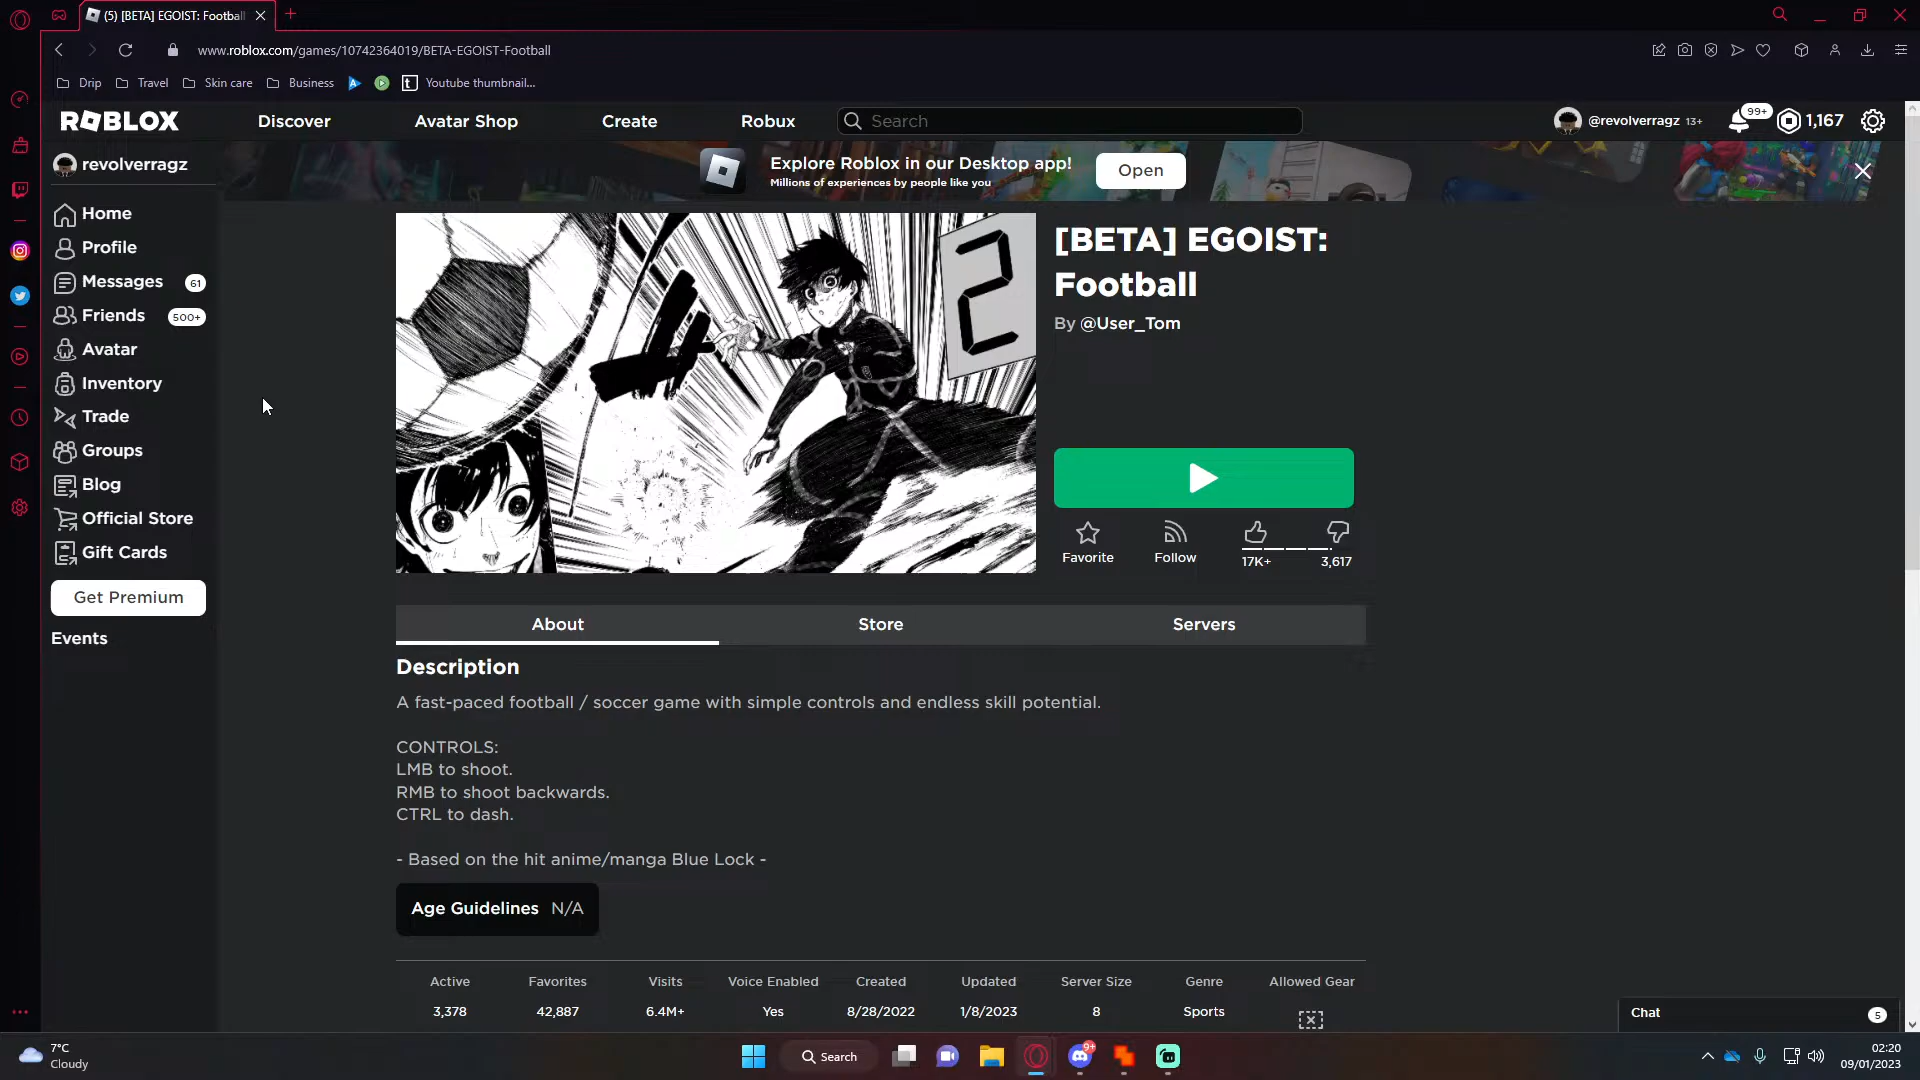 (5) [BETA] EGOIST: Football
www.roblox.com/games/10742364019/BETA-EGOIST-Football
Drip
Travel
Skin care
Business
Youtube thumbnail...
ROBLOX
Discover
Avatar Shop
Create
Robux
Search
@revolverragz 13+
99+
1,167
revolverragz
Explore Roblox in our Desktop app!
Millions of experiences by people like you
Open
Home
Profile
Messages 61
Friends 500+
Avatar
Inventory
Trade
Groups
Blog
Official Store
Gift Cards
Get Premium
Events
2
[BETA] EGOIST:
Football
By @User_Tom
Favorite
Follow
17K+
3,617
About
Store
Servers
Description
A fast-paced football / soccer game with simple controls and endless skill potential.
CONTROLS:
LMB to shoot.
RMB to shoot backwards.
CTRL to dash.
- Based on the hit anime/manga Blue Lock -
Age Guidelines N/A
Active
Favorites
Visits
Voice Enabled
Created
Updated
Server Size
Genre
Allowed Gear
3,378
42,887
6.4M+
Yes
8/28/2022
1/8/2023
8
Sports
Chat
5
7°C
Cloudy
Search
9+
02:20
09/01/2023